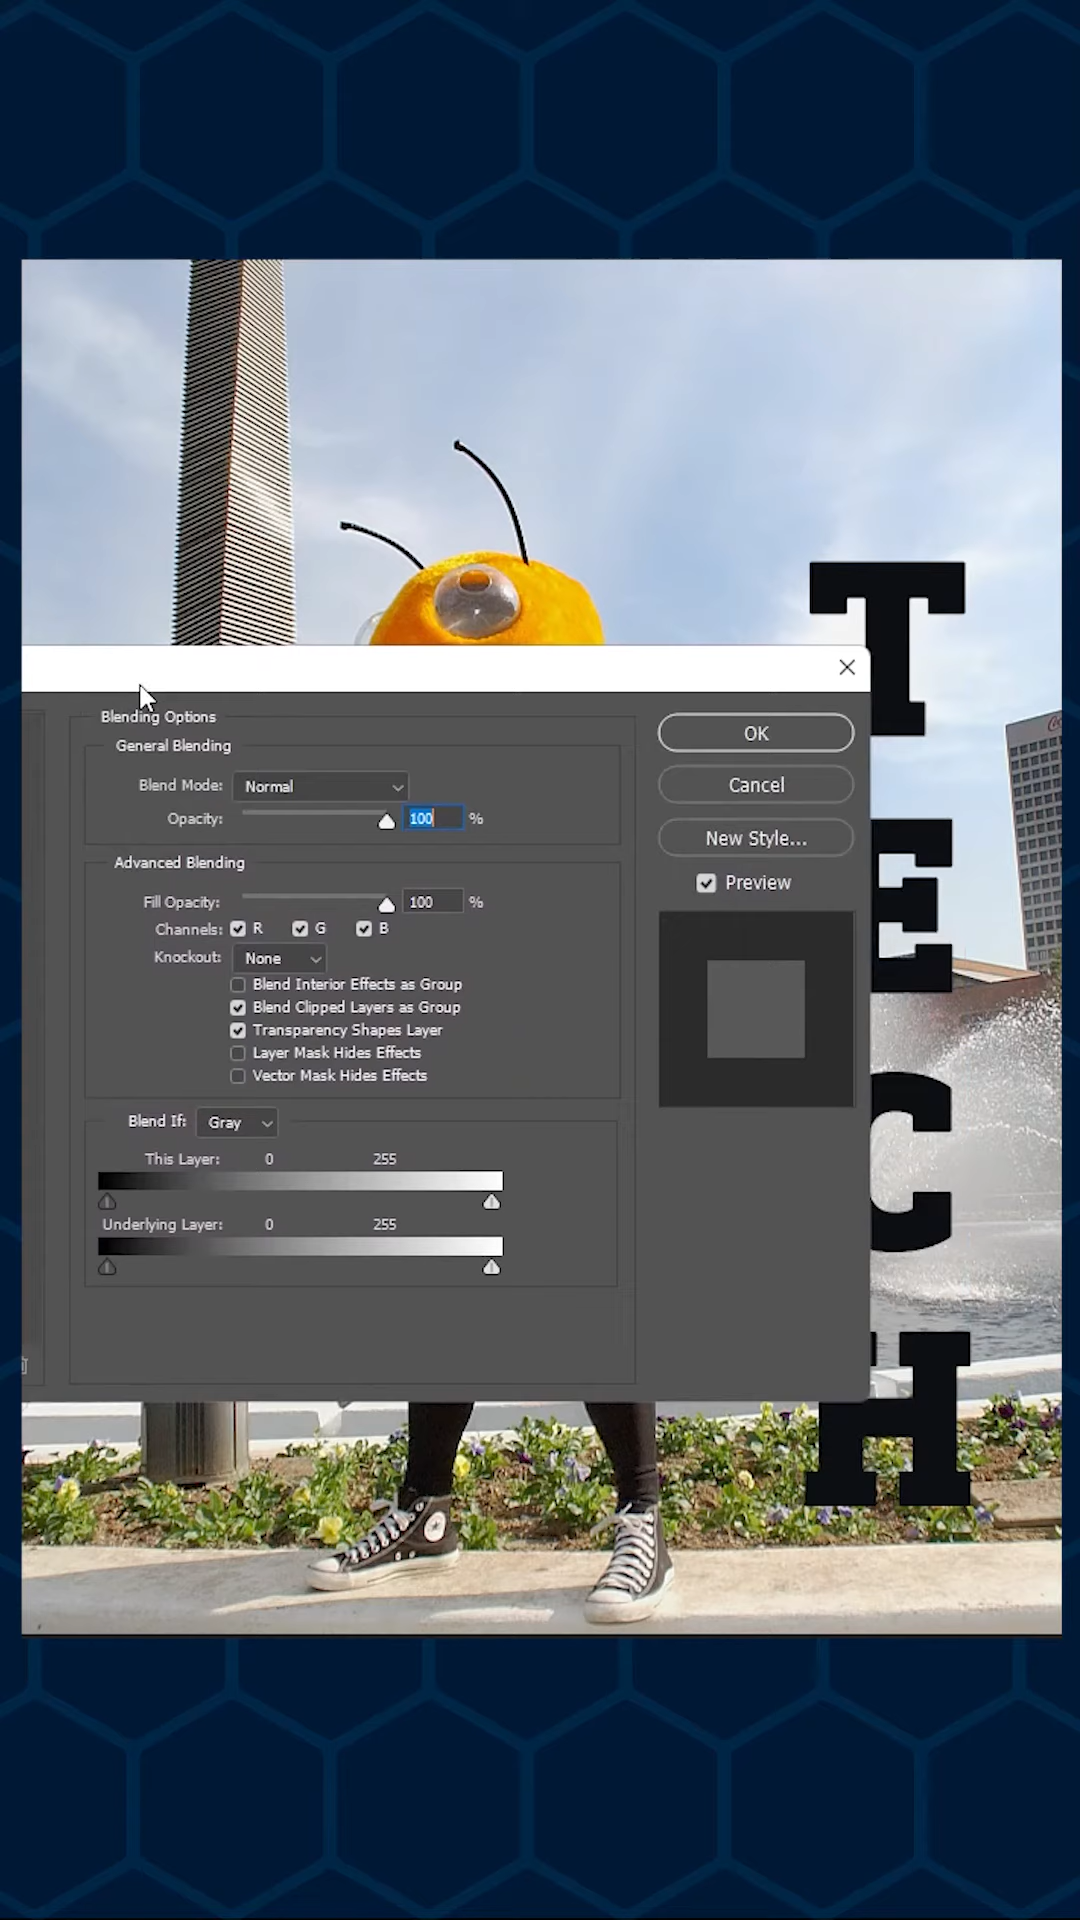 T
E
C
H
Blending Options
General Blending
Blend Mode: Normal
Opacity: 100 %
Advanced Blending
Fill Opacity: 100 %
Channels: R G B
Knockout: None
Blend Interior Effects as Group
Blend Clipped Layers as Group
Transparency Shapes Layer
Layer Mask Hides Effects
Vector Mask Hides Effects
Blend If: Gray
This Layer: 0 255
Underlying Layer: 0 255
OK
Cancel
New Style...
Preview